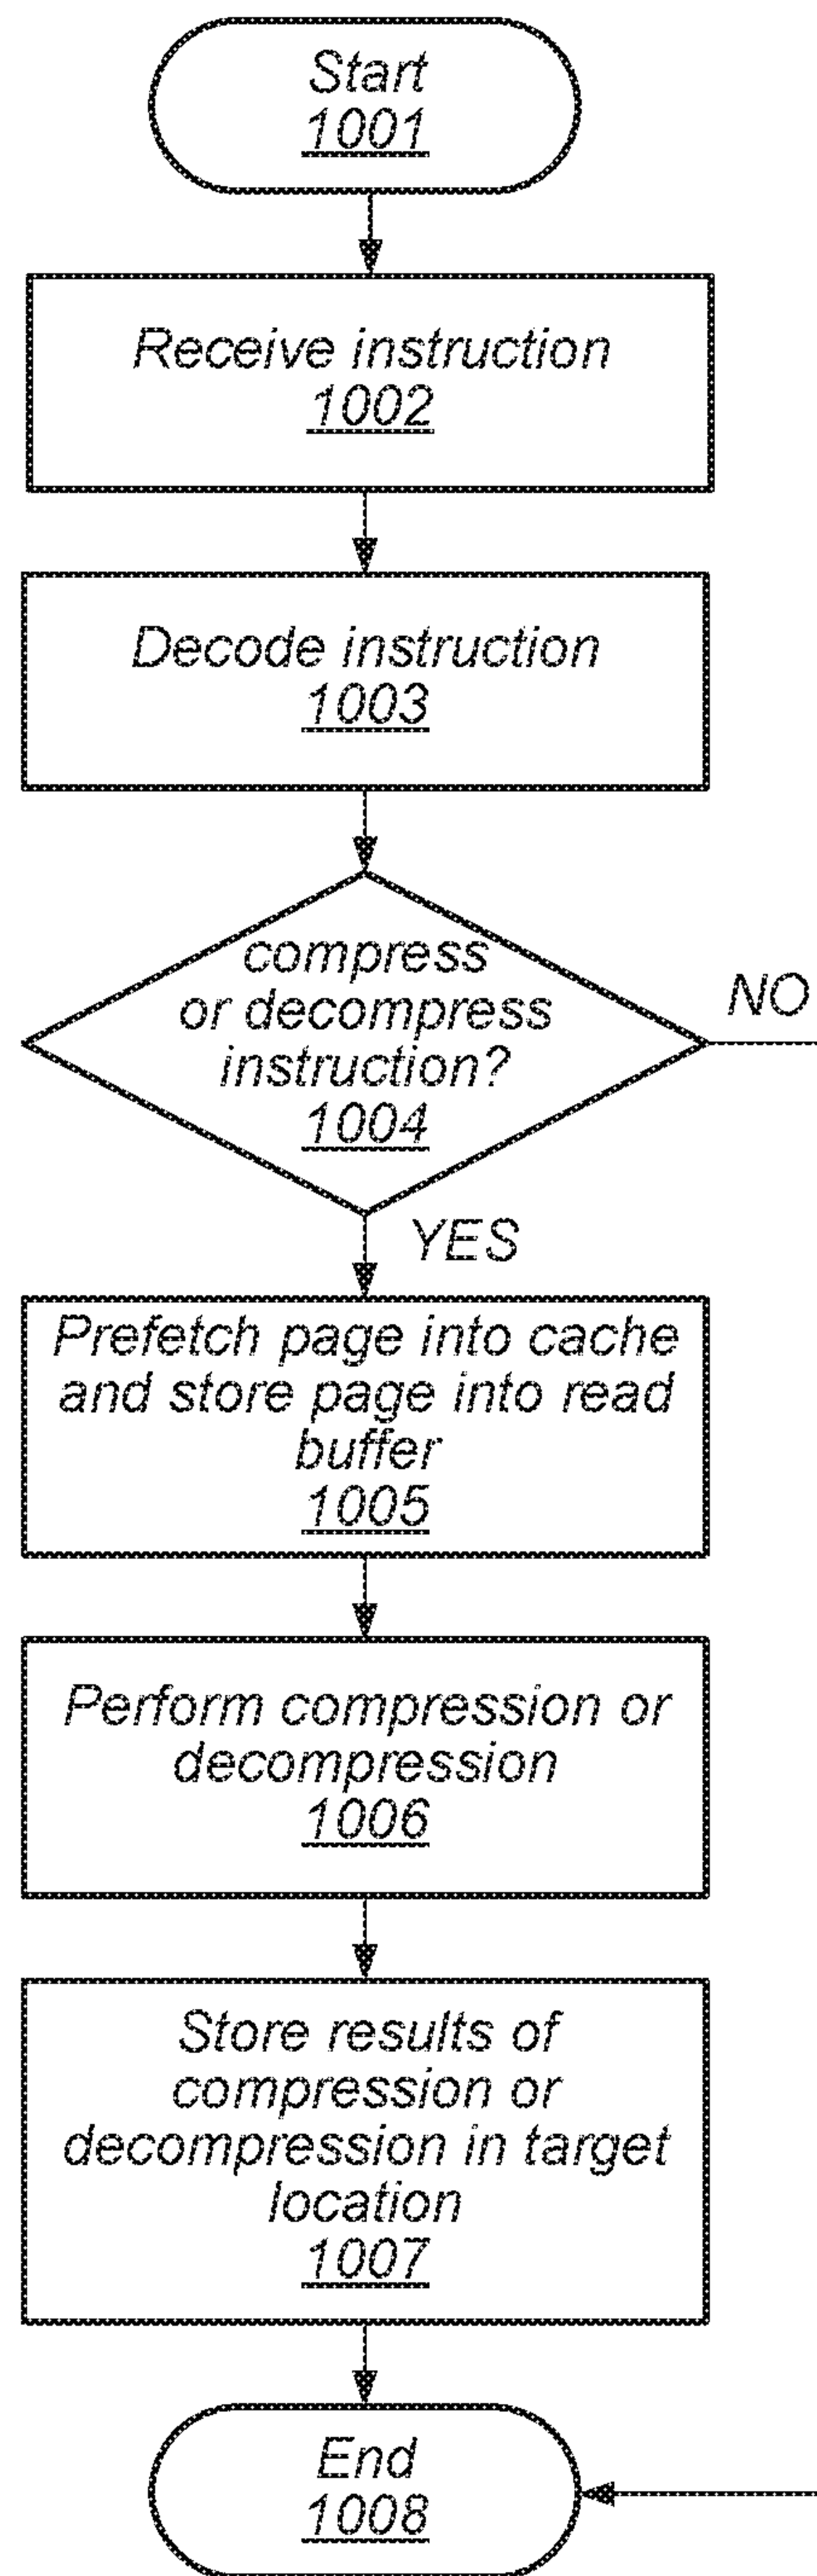 Start
1001
Receive instruction
1002
Decode instruction
1003
compress
or decompress
instruction?
1004
NO
YES
Prefetch page into cache
and store page into read
buffer
1005
Perform compression or
decompression
1006
Store results of
compression or
decompression in target
location
1007
End
1008